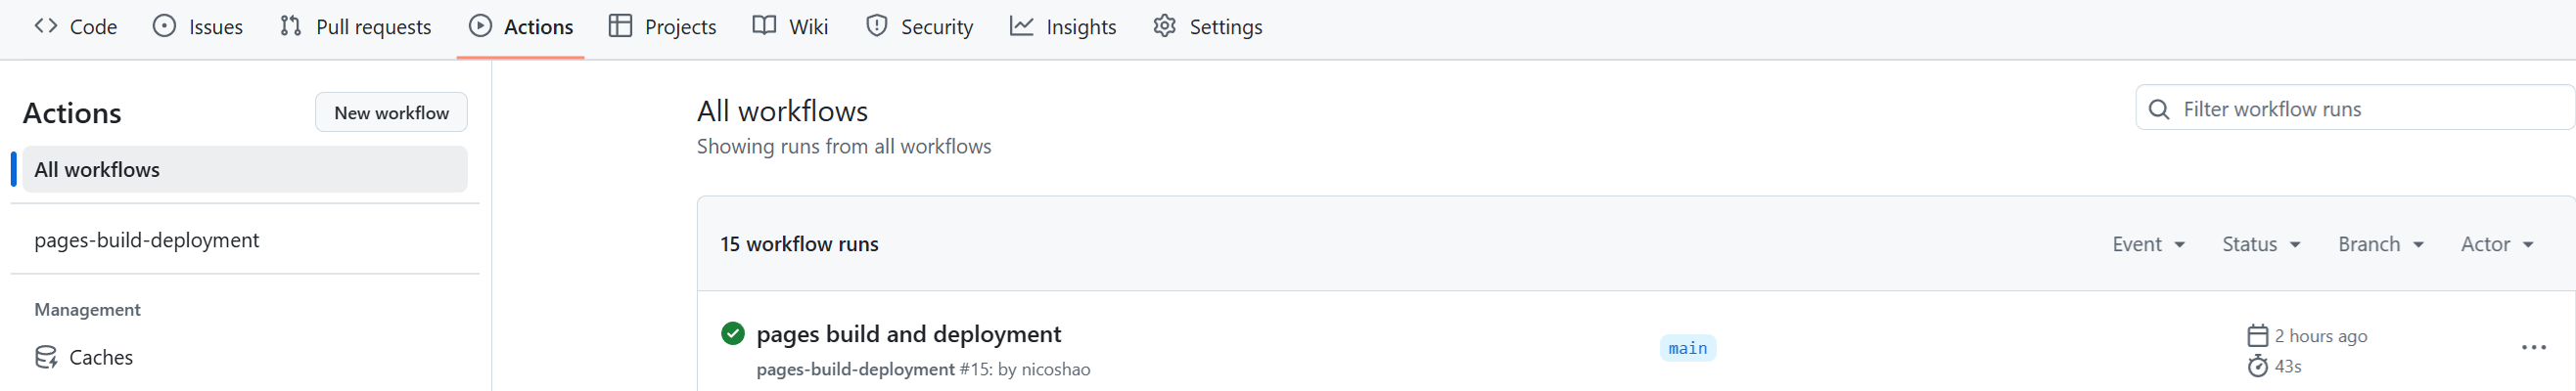 Code Issues Pull requests Actions Projects Wiki Security Insights Settings
Actions New workflow
All workflows
pages-build-deployment
Management
Caches
All workflows
Showing runs from all workflows
Filter workflow runs
15 workflow runs Event Status Branch Actor
pages build and deployment
pages-build-deployment #15: by nicoshao
main
2 hours ago
43s